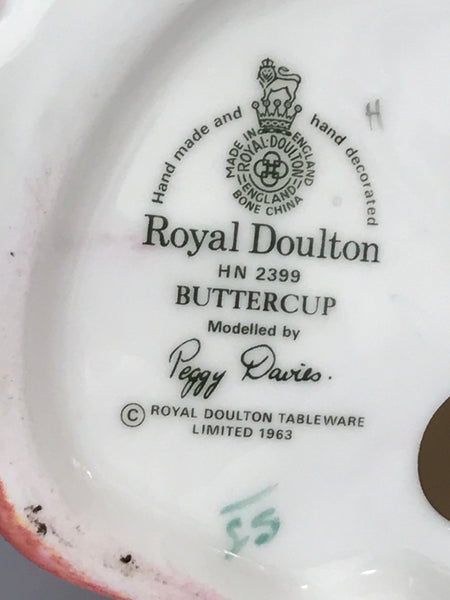 Hand made and hand decorated
MADE IN ENGLAND
ROYAL·DOULTON
ENGLAND
BONE CHINA
Royal Doulton
HN 2399
BUTTERCUP
Modelled by
Peggy Davies.
© ROYAL DOULTON TABLEWARE
LIMITED 1963
H